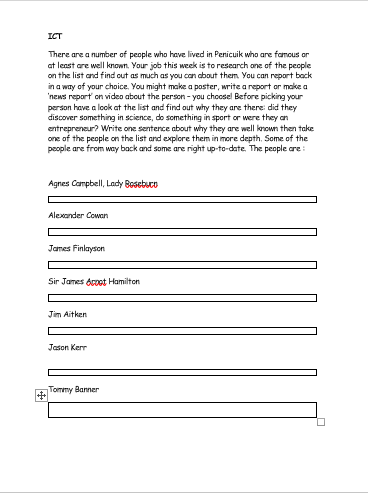 ICT
There are a number of people who have lived in Penicuik who are famous or
at least are well known. Your job this week is to research one of the people
on the list and find out as much as you can about them. You can report back
in a way of your choice. You might make a poster, write a report or make a
‘news report’ on video about the person – you choose! Before picking your
person have a look at the list and find out why they are there: did they
discover something in science, do something in sport or were they an
entrepreneur? Write one sentence about why they are well known then take
one of the people on the list and explore them in more depth. Some of the
people are from way back and some are right up-to-date. The people are :
Agnes Campbell, Lady Roseburn
Alexander Cowan
James Finlayson
Sir James Arnot Hamilton
Jim Aitken
Jason Kerr
Tommy Banner